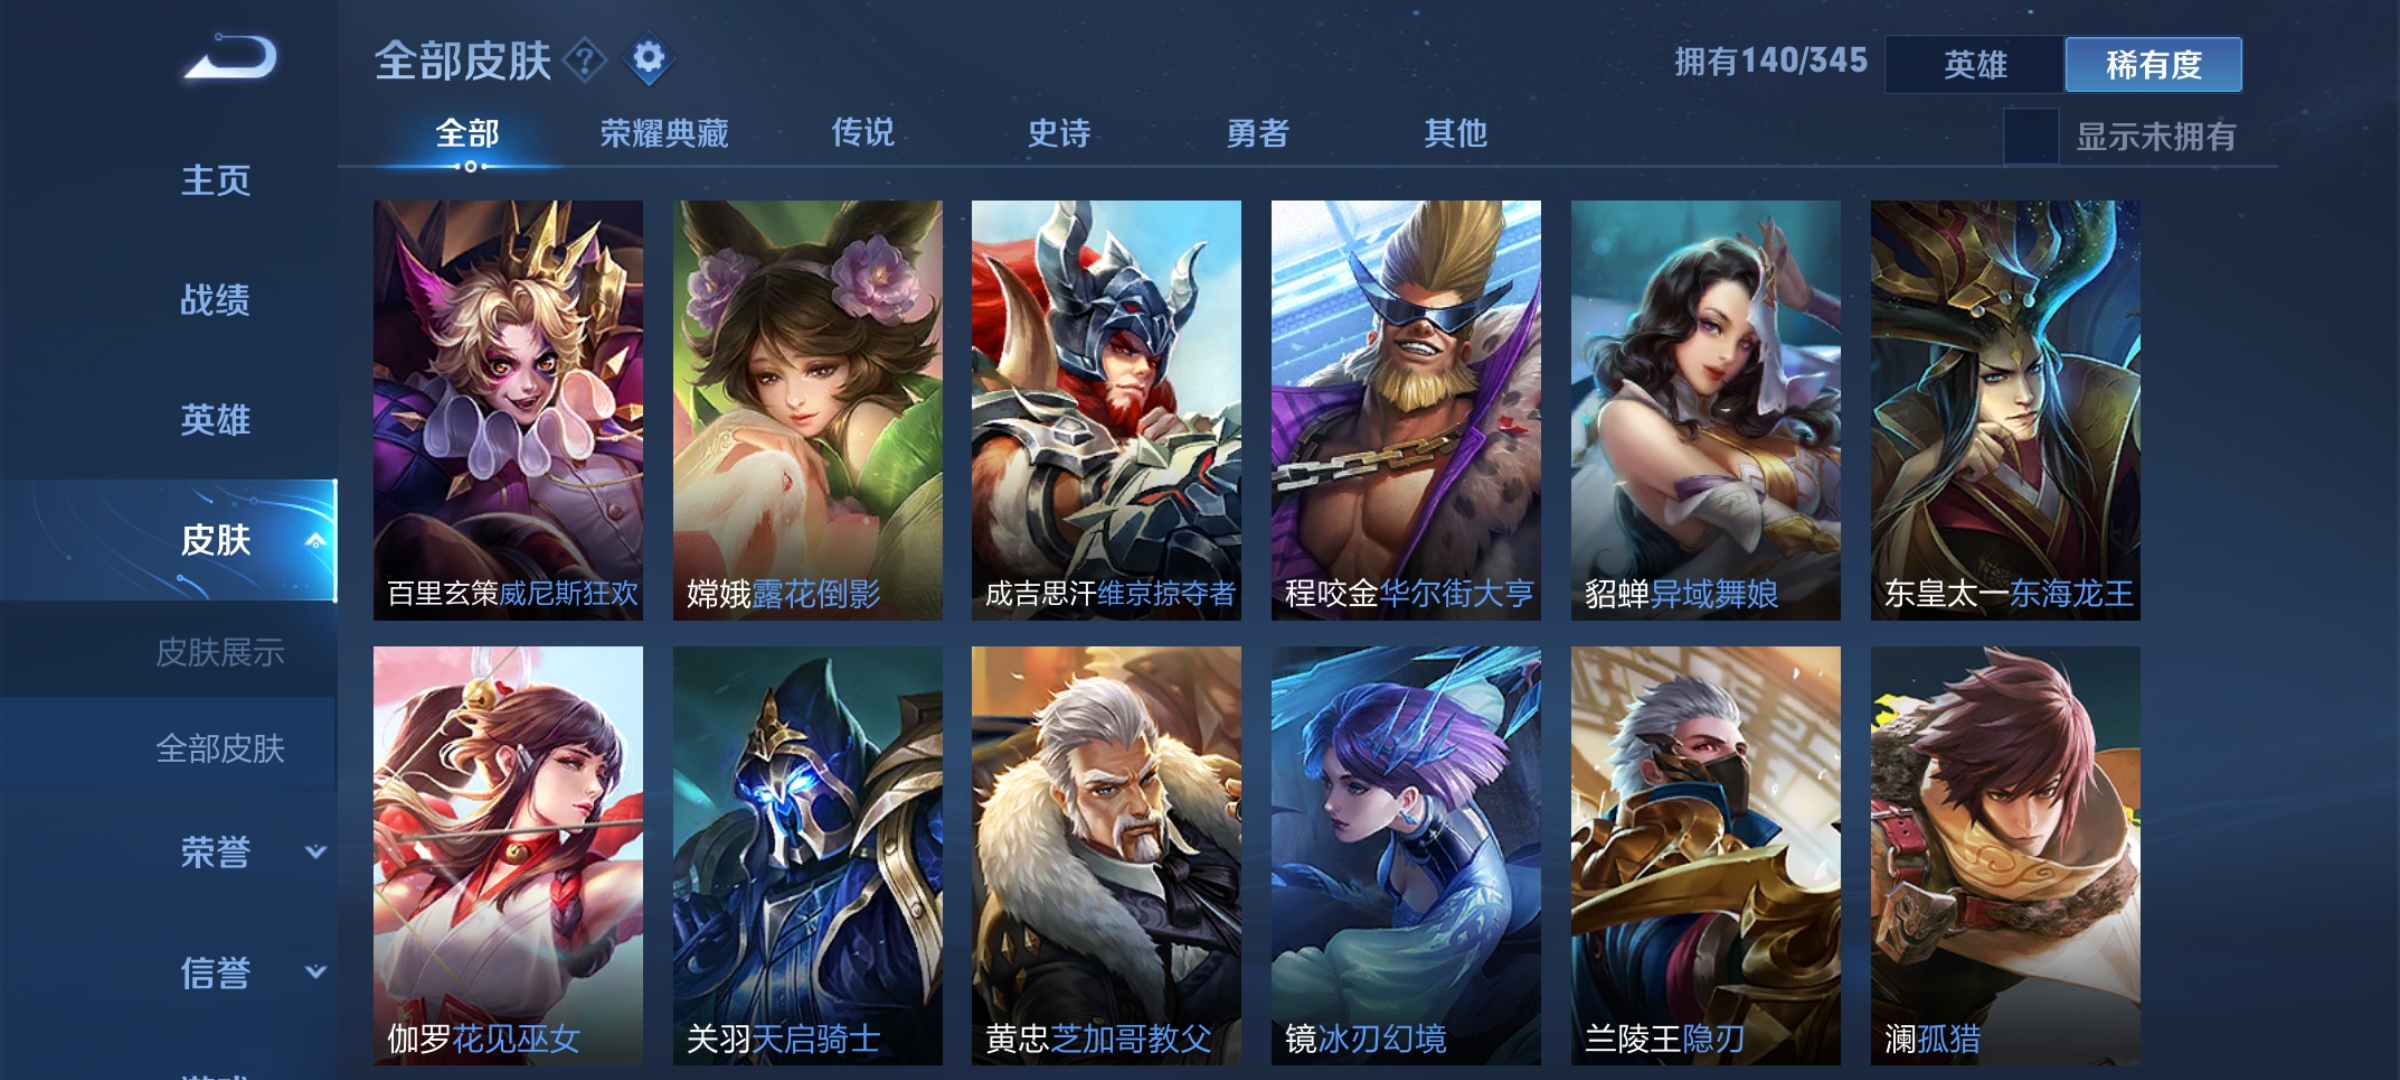 全部皮肤
拥有140/345
英雄
稀有度
全部
荣耀典藏
传说
史诗
勇者
其他
显示未拥有
主页
战绩
英雄
皮肤
皮肤展示
全部皮肤
荣誉
信誉
百里玄策威尼斯狂欢
嫦娥露花倒影
成吉思汗维京掠夺者
程咬金华尔街大亨
貂蝉异域舞娘
东皇太一东海龙王
伽罗花见巫女
关羽天启骑士
黄忠芝加哥教父
镜冰刃幻境
兰陵王隐刃
澜孤猎